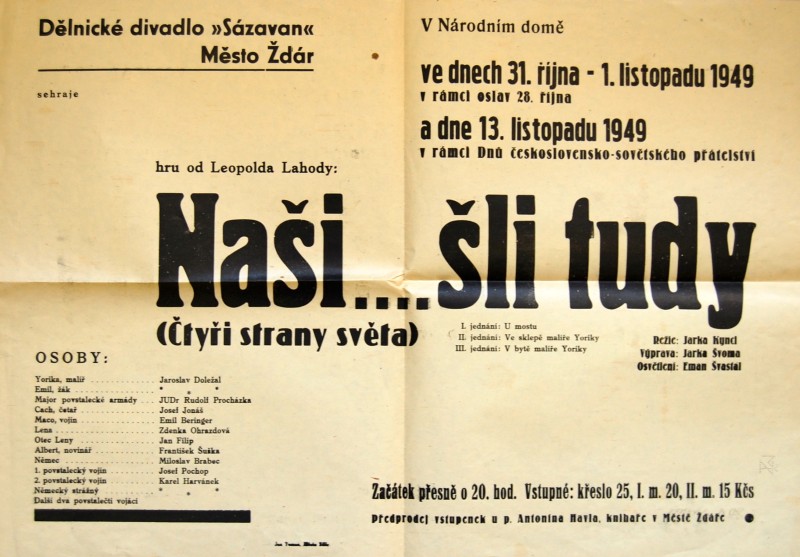 Dělnické divadlo »Sázavan«
Město Ždár
sehraje
V Národním domě
ve dnech 31. října - 1. listopadu 1949
v rámci oslav 28. října
a dne 13. listopadu 1949
v rámci Dnů československo-sovětského přátelství
hru od Leopolda Lahody:
Naši....šli tudy
(Čtyři strany světa)
I. jednání: U mostu
II. jednání: Ve sklepě malíře Yoriky
III. jednání: V bytě malíře Yoriky
Režie: Jarka Kyncl
Výprava: Jarka Švoma
Osvětlení: Eman Švastal
OSOBY:
Yorika, malíř Jaroslav Doležal
Emil, žák * * *
Major povstalecké armády JUDr Rudolf Procházka
Cach, četař Josef Jonáš
Maco, vojín Emil Beringer
Lena Zdenka Ohrazdová
Otec Leny Jan Filip
Albert, novinář František Šuška
Němec Miloslav Brabec
1. povstalecký vojín Josef Pochop
2. povstalecký vojín Karel Harvánek
Německý strážný * * *
Další dva povstalečtí vojáci
Začátek přesně o 20. hod. Vstupné: křeslo 25, I. m. 20, II. m. 15 Kčs
Předprodej vstupenek u p. Antonína Havla, knihaře v Městě Žďáře